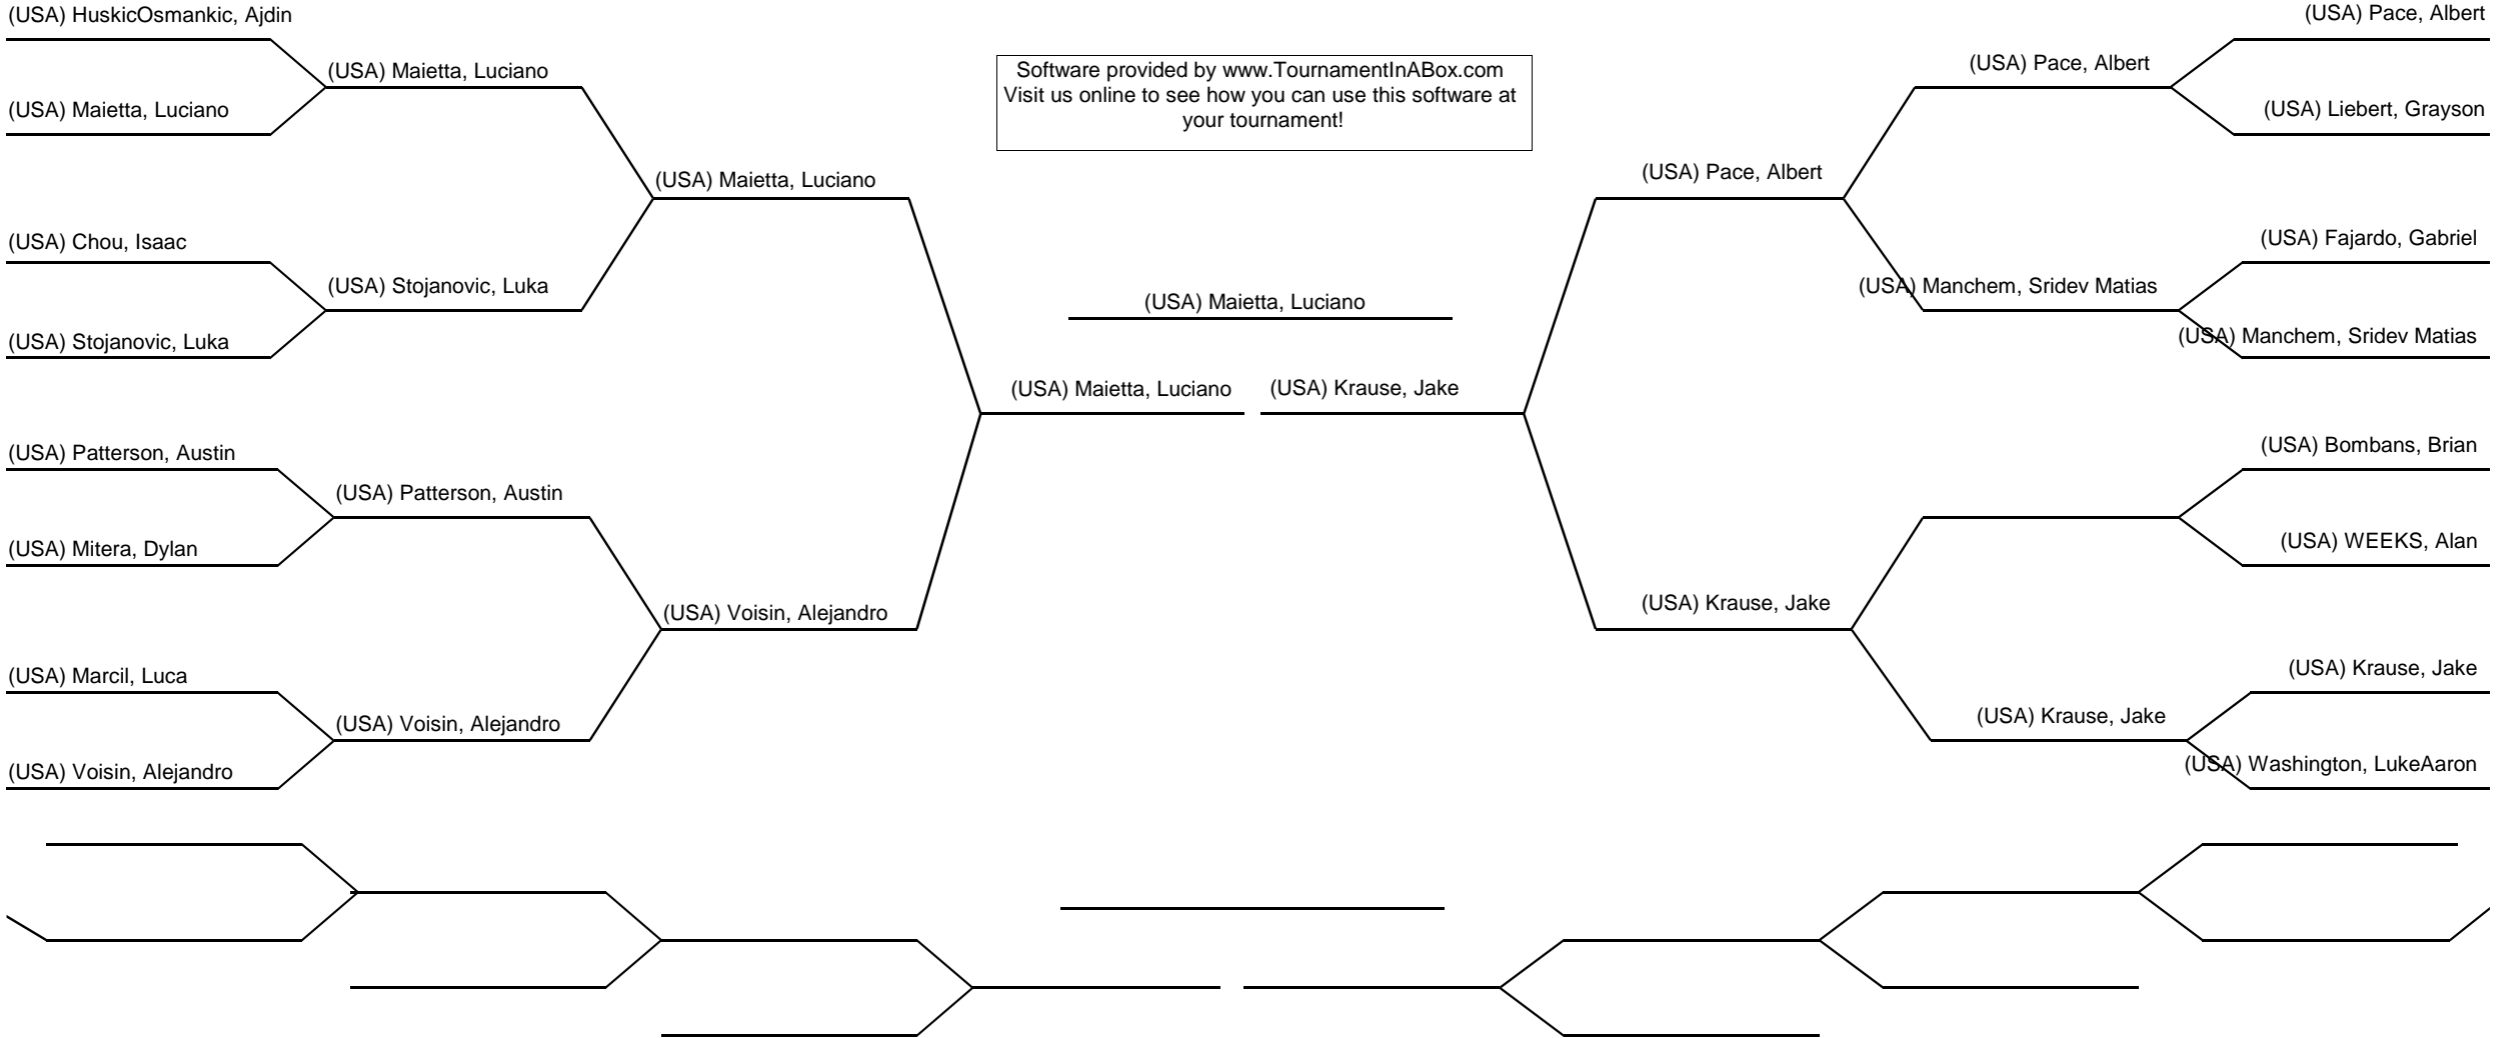 (USA) HuskicOsmankic, Ajdin
(USA) Maietta, Luciano
(USA) Maietta, Luciano
(USA) Maietta, Luciano
(USA) Chou, Isaac
(USA) Stojanovic, Luka
(USA) Stojanovic, Luka
(USA) Patterson, Austin
(USA) Patterson, Austin
(USA) Mitera, Dylan
(USA) Voisin, Alejandro
(USA) Marcil, Luca
(USA) Voisin, Alejandro
(USA) Voisin, Alejandro
Software provided by www.TournamentInABox.com
Visit us online to see how you can use this software at
your tournament!
(USA) Maietta, Luciano
(USA) Maietta, Luciano
(USA) Krause, Jake
(USA) Pace, Albert
(USA) Pace, Albert
(USA) Liebert, Grayson
(USA) Pace, Albert
(USA) Fajardo, Gabriel
(USA) Manchem, Sridev Matias
(USA) Manchem, Sridev Matias
(USA) Bombans, Brian
(USA) WEEKS, Alan
(USA) Krause, Jake
(USA) Krause, Jake
(USA) Krause, Jake
(USA) Washington, LukeAaron